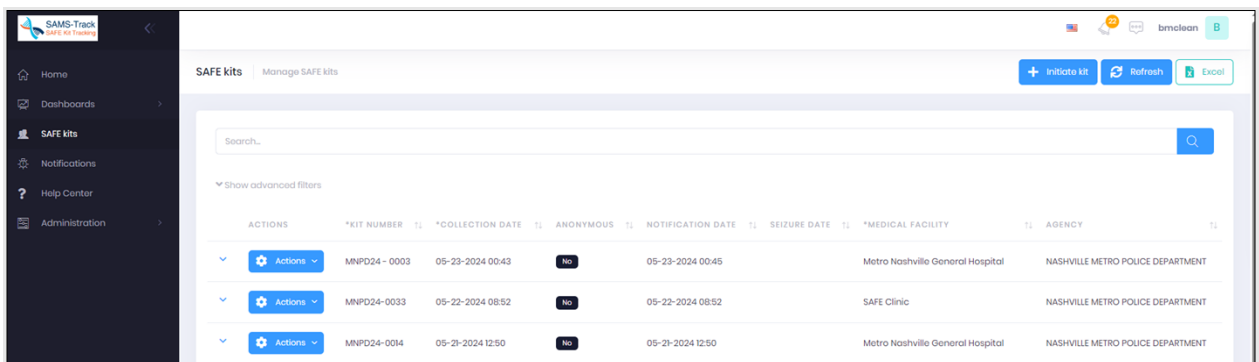 SAMS-Track
SAFE Kit Tracking
22
bmclean B
Home
SAFE kits Manage SAFE kits
Initiate kit Refresh Excel
Dashboards
SAFE kits
Search...
Notifications
Show advanced filters
Help Center
Administration
ACTIONS *KIT NUMBER *COLLECTION DATE ANONYMOUS NOTIFICATION DATE SEIZURE DATE *MEDICAL FACILITY AGENCY
Actions MNPD24 - 0003 05-23-2024 00:43 No 05-23-2024 00:45 Metro Nashville General Hospital NASHVILLE METRO POLICE DEPARTMENT
Actions MNPD24-0033 05-22-2024 08:52 No 05-22-2024 08:52 SAFE Clinic NASHVILLE METRO POLICE DEPARTMENT
Actions MNPD24-0014 05-21-2024 12:50 No 05-21-2024 12:50 Metro Nashville General Hospital NASHVILLE METRO POLICE DEPARTMENT